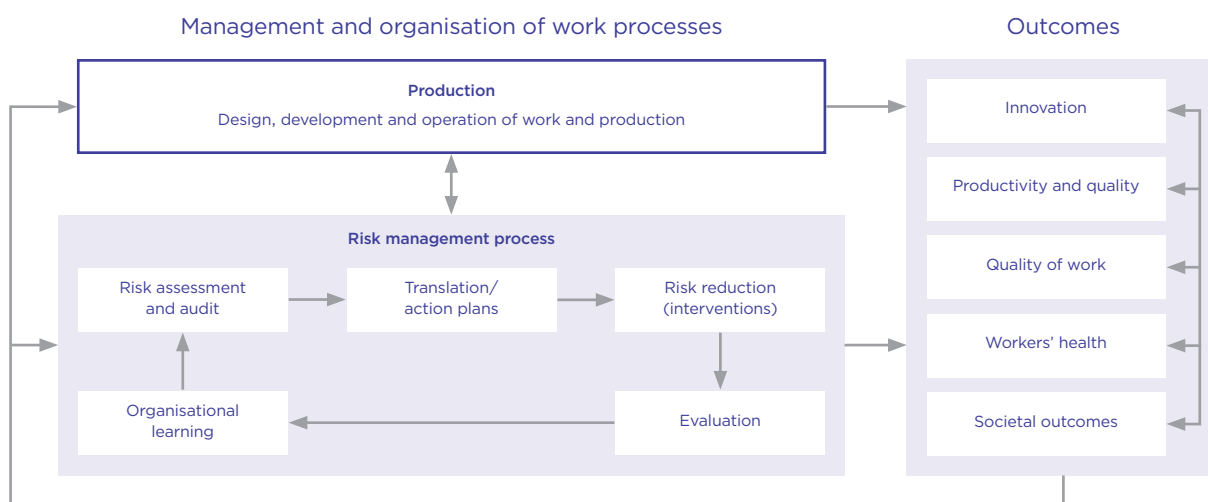 Management and organisation of work processes
Outcomes
Production
Design, development and operation of work and production
Risk management process
Risk assessment
and audit
Translation/
action plans
Risk reduction
(interventions)
Organisational
learning
Evaluation
Innovation
Productivity and quality
Quality of work
Workers’ health
Societal outcomes